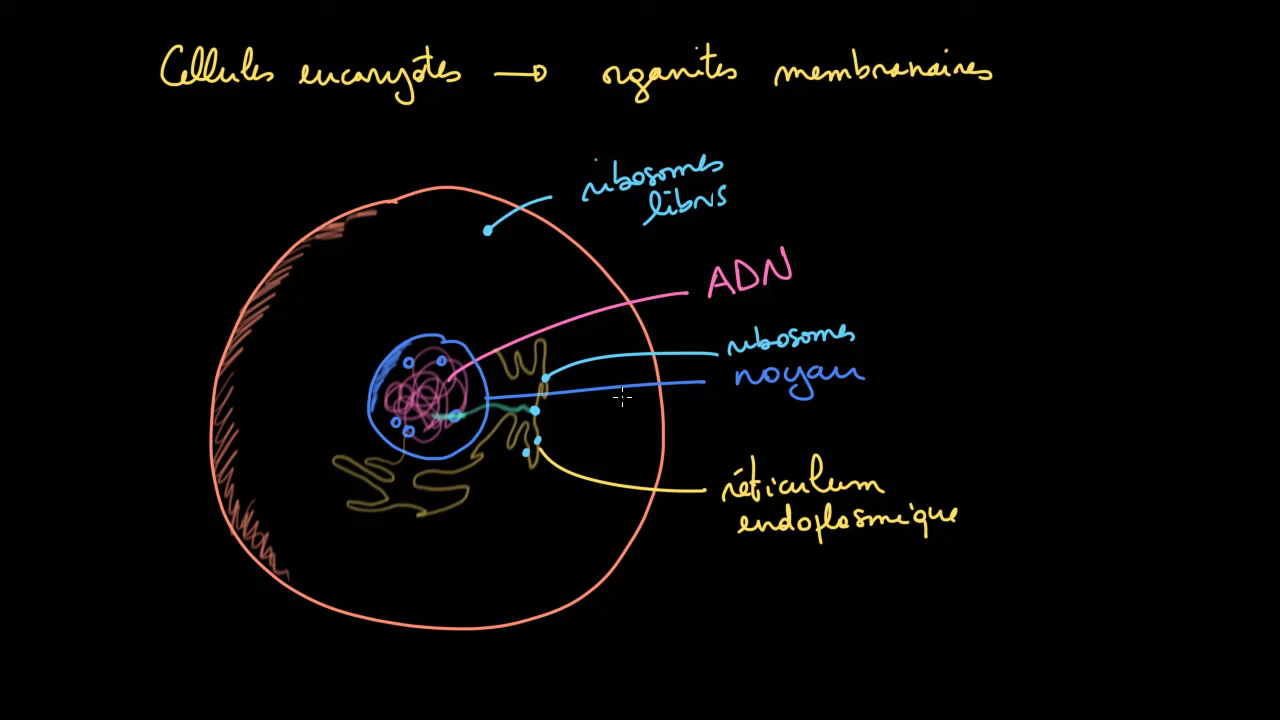 Cellules eucaryotes → organites membranaires
ribosomes
libres
ADN
ribosomes
noyau
réticulum
endoplasmique